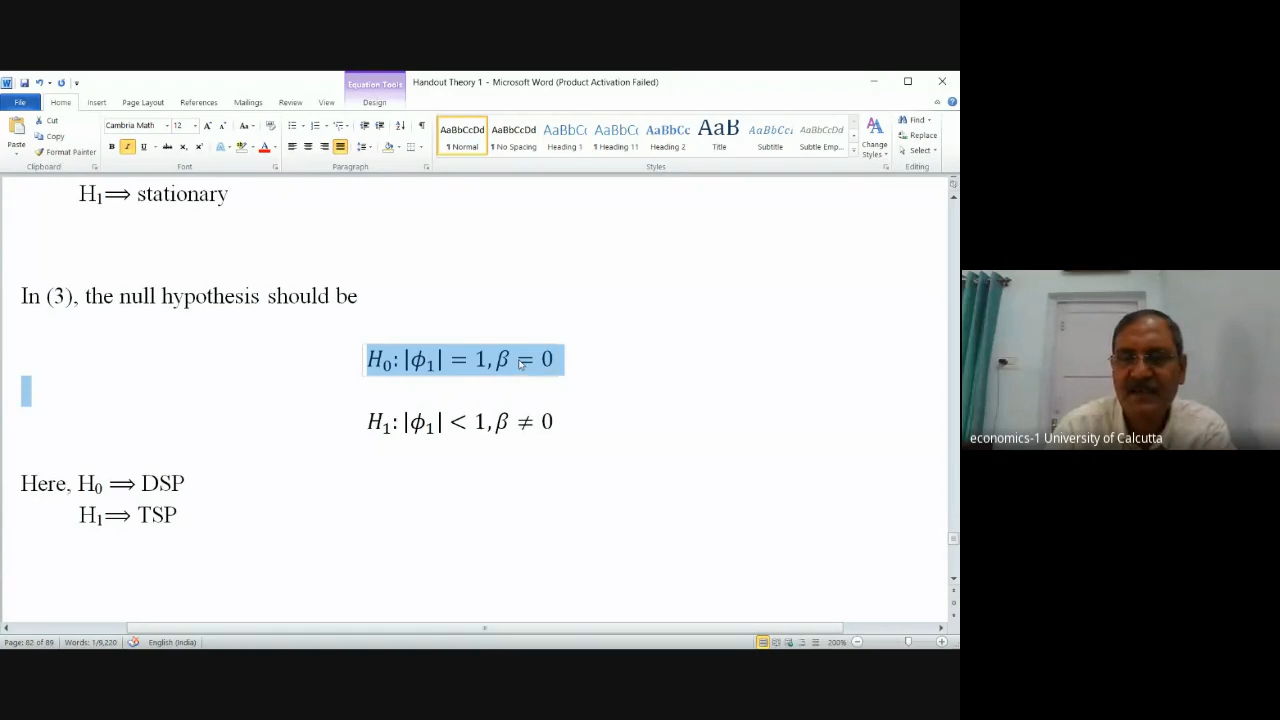 Equation Tools
Handout Theory 1 - Microsoft Word (Product Activation Failed)
File Home Insert Page Layout References Mailings Review View Design
Paste
Cut
Copy
Format Painter
Clipboard
Cambria Math 12
Font
Paragraph
AaBbCcDd AaBbCcDd AaBbC AaBbCc AaBbCc AaB AaBbCcI AaBbCcDd
¶ Normal ¶ No Spacing Heading 1 ¶ Heading 11 Heading 2 Title Subtitle Subtle Emp...
Styles
Change Styles
Find
Replace
Select
Editing
H₁⟹ stationary
In (3), the null hypothesis should be
H₀: |ϕ₁| = 1, β = 0
H₁: |ϕ₁| < 1, β ≠ 0
Here, H₀ ⟹ DSP
H₁⟹ TSP
Page: 82 of 89 Words: 1/9,220 English (India) 200%
economics-1 University of Calcutta